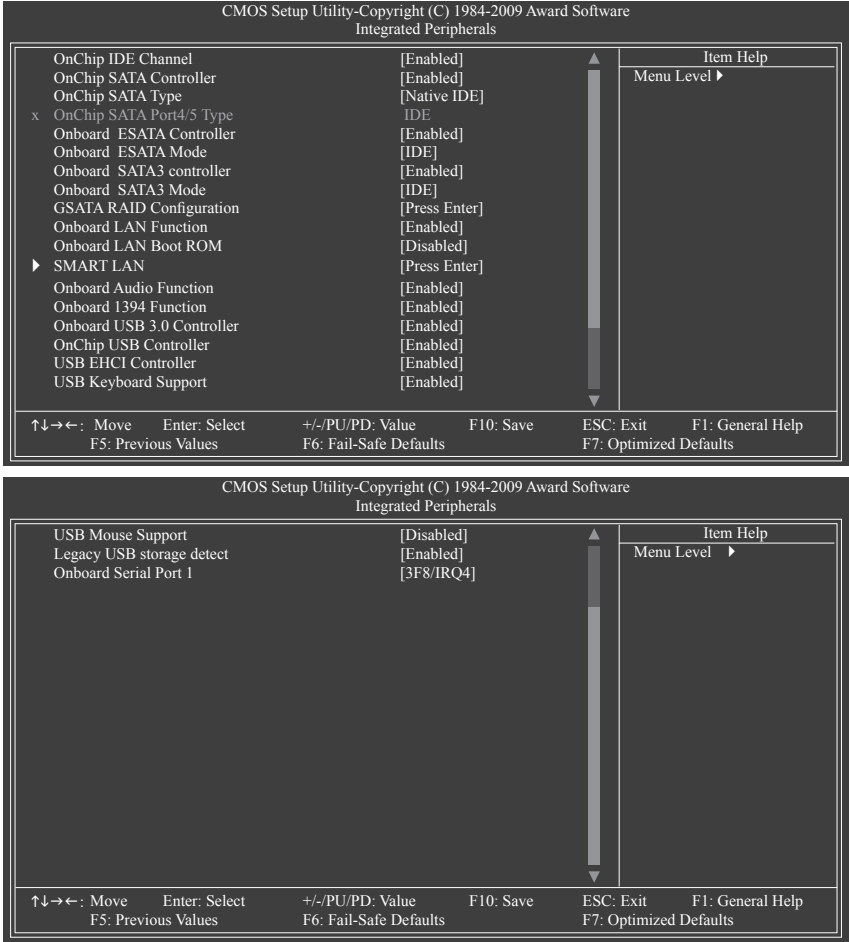 CMOS Setup Utility-Copyright (C) 1984-2009 Award Software
Integrated Peripherals
OnChip IDE Channel [Enabled]
OnChip SATA Controller [Enabled]
OnChip SATA Type [Native IDE]
x OnChip SATA Port4/5 Type IDE
Onboard ESATA Controller [Enabled]
Onboard ESATA Mode [IDE]
Onboard SATA3 controller [Enabled]
Onboard SATA3 Mode [IDE]
GSATA RAID Configuration [Press Enter]
Onboard LAN Function [Enabled]
Onboard LAN Boot ROM [Disabled]
SMART LAN [Press Enter]
Onboard Audio Function [Enabled]
Onboard 1394 Function [Enabled]
Onboard USB 3.0 Controller [Enabled]
OnChip USB Controller [Enabled]
USB EHCI Controller [Enabled]
USB Keyboard Support [Enabled]
Item Help
Menu Level
↑↓→←: Move Enter: Select +/-/PU/PD: Value F10: Save ESC: Exit F1: General Help
F5: Previous Values F6: Fail-Safe Defaults F7: Optimized Defaults
CMOS Setup Utility-Copyright (C) 1984-2009 Award Software
Integrated Peripherals
USB Mouse Support [Disabled]
Legacy USB storage detect [Enabled]
Onboard Serial Port 1 [3F8/IRQ4]
Item Help
Menu Level
↑↓→←: Move Enter: Select +/-/PU/PD: Value F10: Save ESC: Exit F1: General Help
F5: Previous Values F6: Fail-Safe Defaults F7: Optimized Defaults